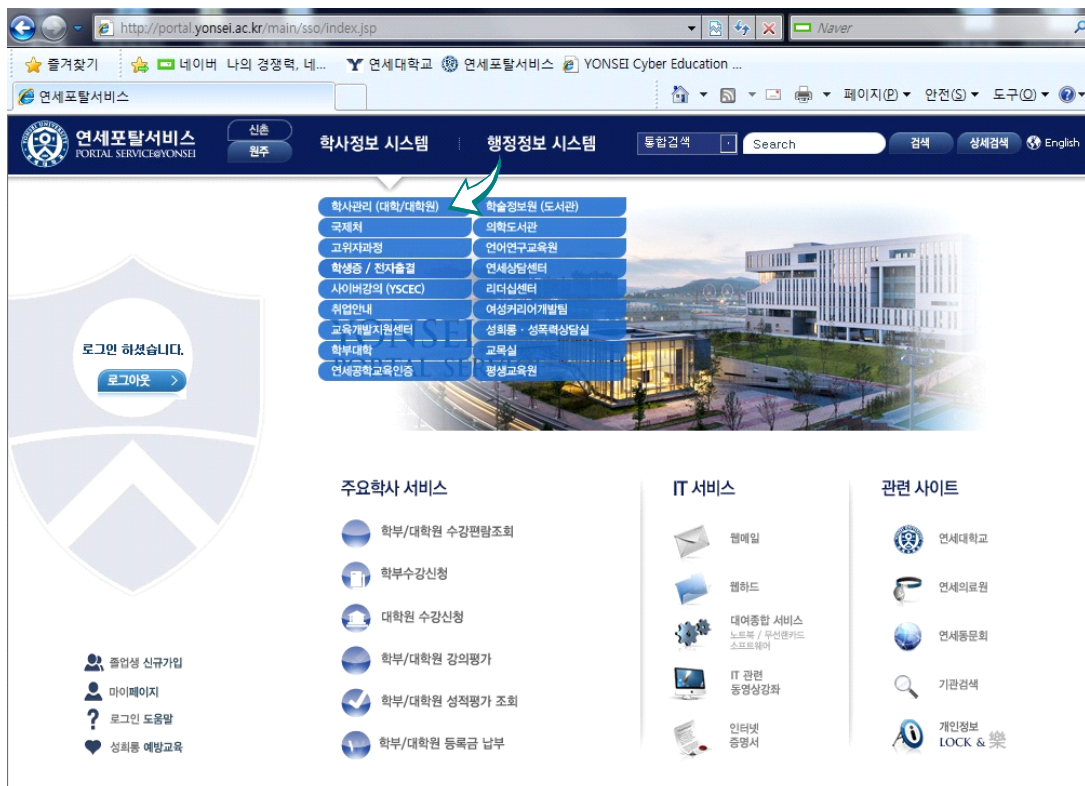 http://portal.yonsei.ac.kr/main/sso/index.jsp
Naver
즐겨찾기
네이버 나의 경쟁력, 네...
연세대학교
연세포탈서비스
YONSEI Cyber Education ...
연세포탈서비스
페이지(P)
안전(S)
도구(O)
연세포탈서비스
PORTAL SERVICE@YONSEI
신촌
원주
학사정보 시스템
행정정보 시스템
통합검색
Search
검색
상세검색
English
학사관리 (대학/대학원)
학술정보원 (도서관)
국제처
의학도서관
고위자과정
언어연구교육원
학생증 / 전자출결
연세상담센터
사이버강의 (YSCEC)
리더십센터
취업안내
여성커리어개발팀
교육개발지원센터
성희롱 · 성폭력상담실
학부대학
교목실
연세공학교육인증
평생교육원
YONSEI
PORTAL SER
로그인 하셨습니다.
로그아웃
졸업생 신규가입
마이페이지
로그인 도움말
성희롱 예방교육
주요학사 서비스
학부/대학원 수강편람조회
학부수강신청
대학원 수강신청
학부/대학원 강의평가
학부/대학원 성적평가 조회
학부/대학원 등록금 납부
IT 서비스
웹메일
웹하드
대여종합 서비스
노트북 / 무선랜카드
소프트웨어
IT 관련
동영상강좌
인터넷
증명서
관련 사이트
연세대학교
연세의료원
연세동문회
기관검색
개인정보
LOCK & 樂